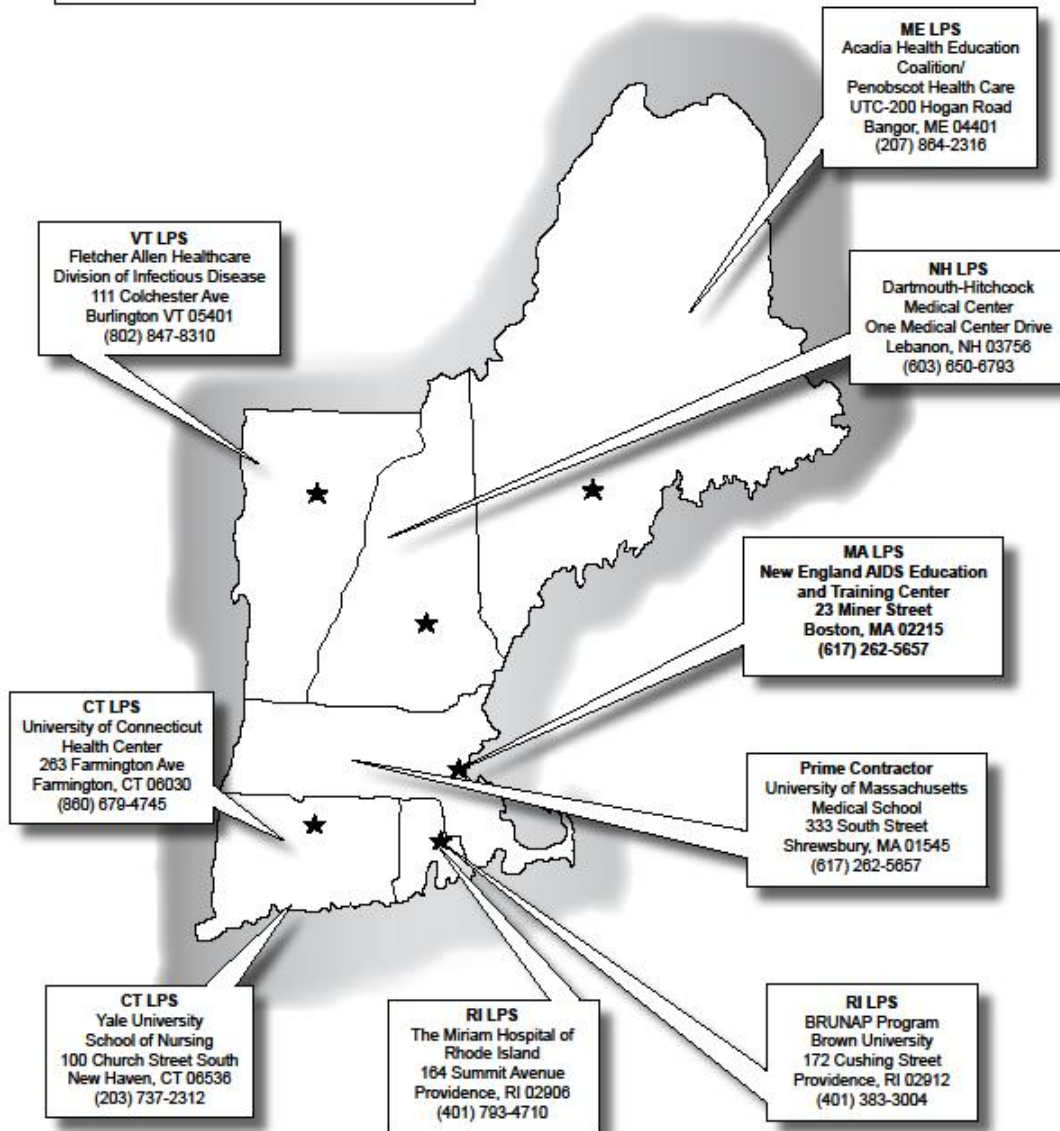 ME LPS
Acadia Health Education
Coalition/
Penobscot Health Care
UTC-200 Hogan Road
Bangor, ME 04401
(207) 864-2316
VT LPS
Fletcher Allen Healthcare
Division of Infectious Disease
111 Colchester Ave
Burlington VT 05401
(802) 847-8310
NH LPS
Dartmouth-Hitchcock
Medical Center
One Medical Center Drive
Lebanon, NH 03756
(603) 650-6793
MA LPS
New England AIDS Education
and Training Center
23 Miner Street
Boston, MA 02215
(617) 262-5657
CT LPS
University of Connecticut
Health Center
263 Farmington Ave
Farmington, CT 06030
(860) 679-4745
Prime Contractor
University of Massachusetts
Medical School
333 South Street
Shrewsbury, MA 01545
(617) 262-5657
CT LPS
Yale University
School of Nursing
100 Church Street South
New Haven, CT 06536
(203) 737-2312
RI LPS
The Miriam Hospital of
Rhode Island
164 Summit Avenue
Providence, RI 02906
(401) 793-4710
RI LPS
BRUNAP Program
Brown University
172 Cushing Street
Providence, RI 02912
(401) 383-3004